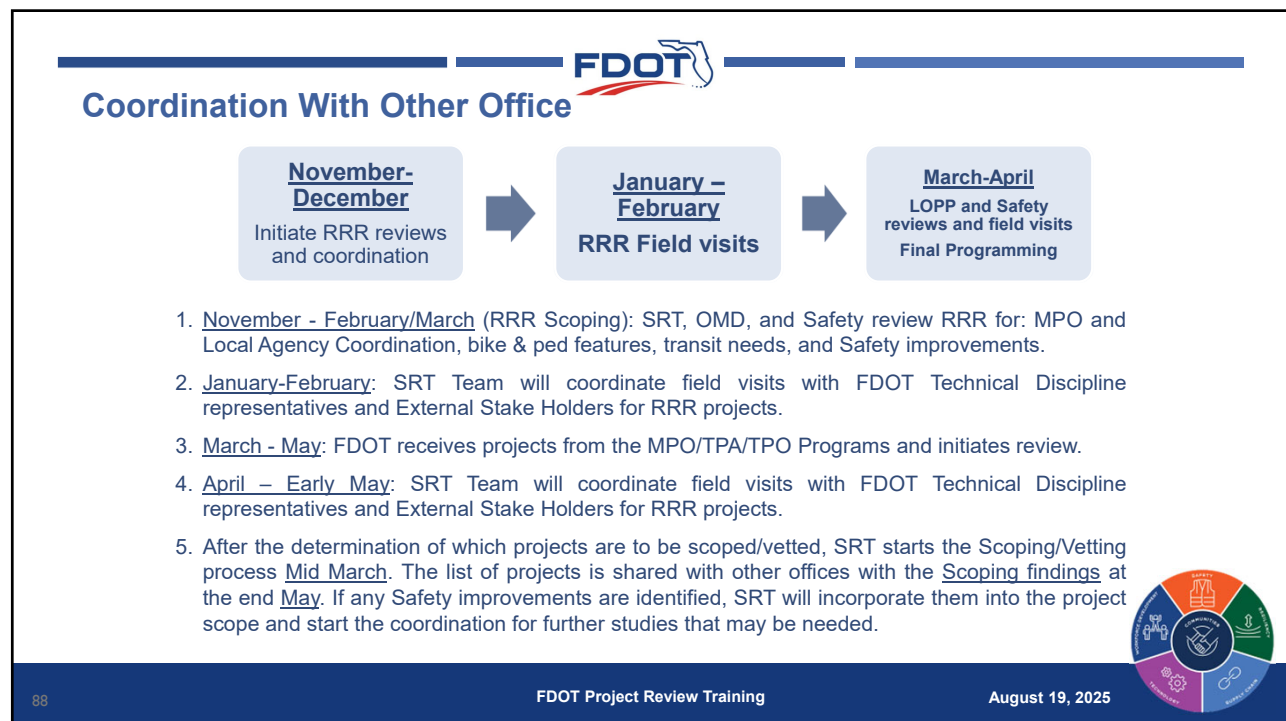 FDOT
Coordination With Other Office
November-
December
Initiate RRR reviews
and coordination
January –
February
RRR Field visits
March-April
LOPP and Safety
reviews and field visits
Final Programming
1. November - February/March (RRR Scoping): SRT, OMD, and Safety review RRR for: MPO and
Local Agency Coordination, bike & ped features, transit needs, and Safety improvements.
2. January-February: SRT Team will coordinate field visits with FDOT Technical Discipline
representatives and External Stake Holders for RRR projects.
3. March - May: FDOT receives projects from the MPO/TPA/TPO Programs and initiates review.
4. April – Early May: SRT Team will coordinate field visits with FDOT Technical Discipline
representatives and External Stake Holders for RRR projects.
5. After the determination of which projects are to be scoped/vetted, SRT starts the Scoping/Vetting
process Mid March. The list of projects is shared with other offices with the Scoping findings at
the end May. If any Safety improvements are identified, SRT will incorporate them into the project
scope and start the coordination for further studies that may be needed.
SAFETY
RESILIENCY
SUPPLY CHAIN
TECHNOLOGY
WORKFORCE DEVELOPMENT
COMMUNITIES
88
FDOT Project Review Training
August 19, 2025